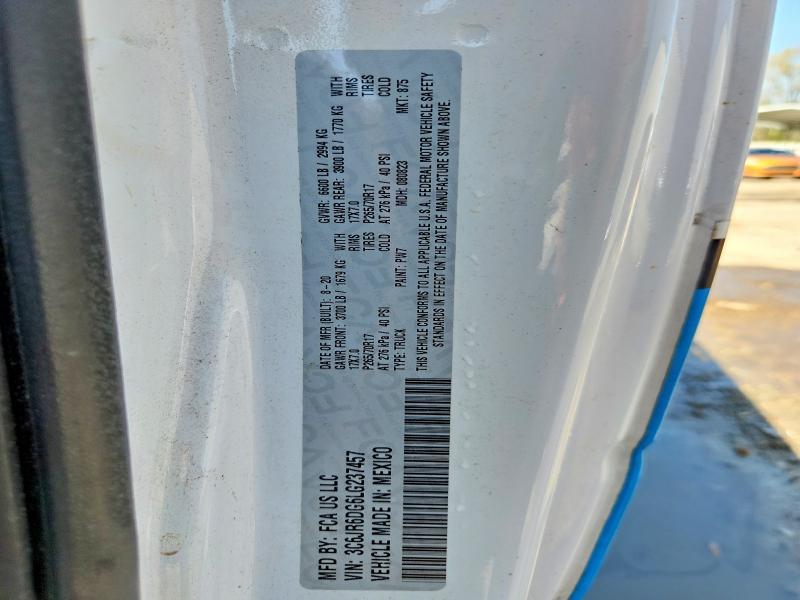 MFD BY: FCA US LLC
VIN: 3C6JR6DG6LG237457
VEHICLE MADE IN: MEXICO
DATE OF MFR (BUILT): 8-20 GVWR: 6600 LB / 2994 KG
GAWR FRONT: 3700 LB / 1679 KG WITH GAWR REAR: 3900 LB / 1770 KG WITH
17X7.0 RIMS 17X7.0 RIMS
P265/70R17 TIRES P265/70R17 TIRES
AT 276 kPa / 40 PSI COLD AT 276 kPa / 40 PSI COLD
TYPE: TRUCK PAINT: PW7 MDH: 080823 MKT: 875
THIS VEHICLE CONFORMS TO ALL APPLICABLE U.S.A. FEDERAL MOTOR VEHICLE SAFETY
STANDARDS IN EFFECT ON THE DATE OF MANUFACTURE SHOWN ABOVE.